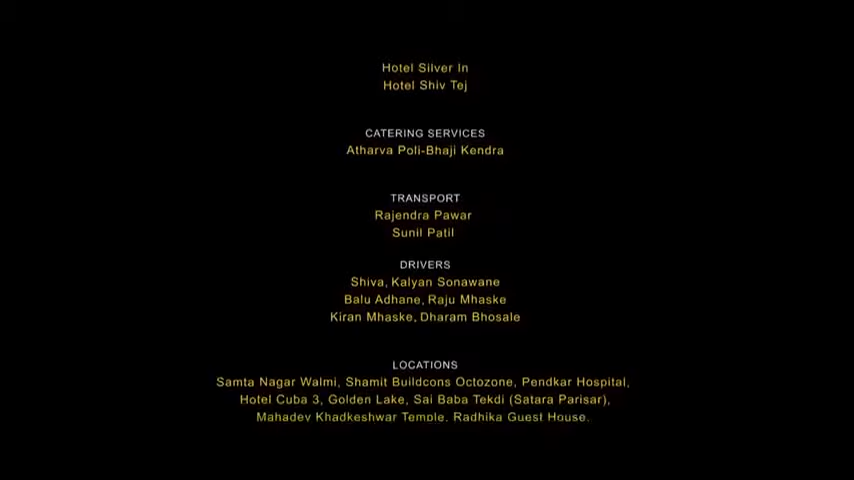 Hotel Silver In
Hotel Shiv Tej
CATERING SERVICES
Atharva Poli-Bhaji Kendra
TRANSPORT
Rajendra Pawar
Sunil Patil
DRIVERS
Shiva, Kalyan Sonawane
Balu Adhane, Raju Mhaske
Kiran Mhaske, Dharam Bhosale
LOCATIONS
Samta Nagar Walmi, Shamit Buildcons Octozone, Pendkar Hospital,
Hotel Cuba 3, Golden Lake, Sai Baba Tekdi (Satara Parisar),
Mahadev Khadkeshwar Temple, Radhika Guest House,